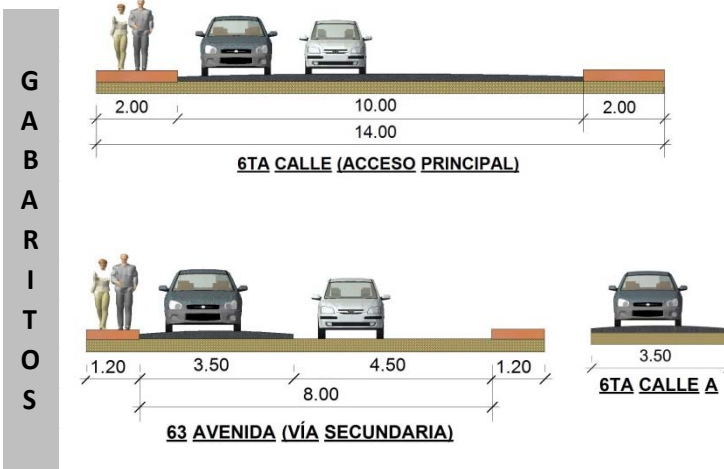 GABARITOS
2.00 10.00 2.00
14.00
6TA CALLE (ACCESO PRINCIPAL)
1.20 3.50 4.50 1.20
8.00
63 AVENIDA (VÍA SECUNDARIA)
3.50
6TA CALLE A